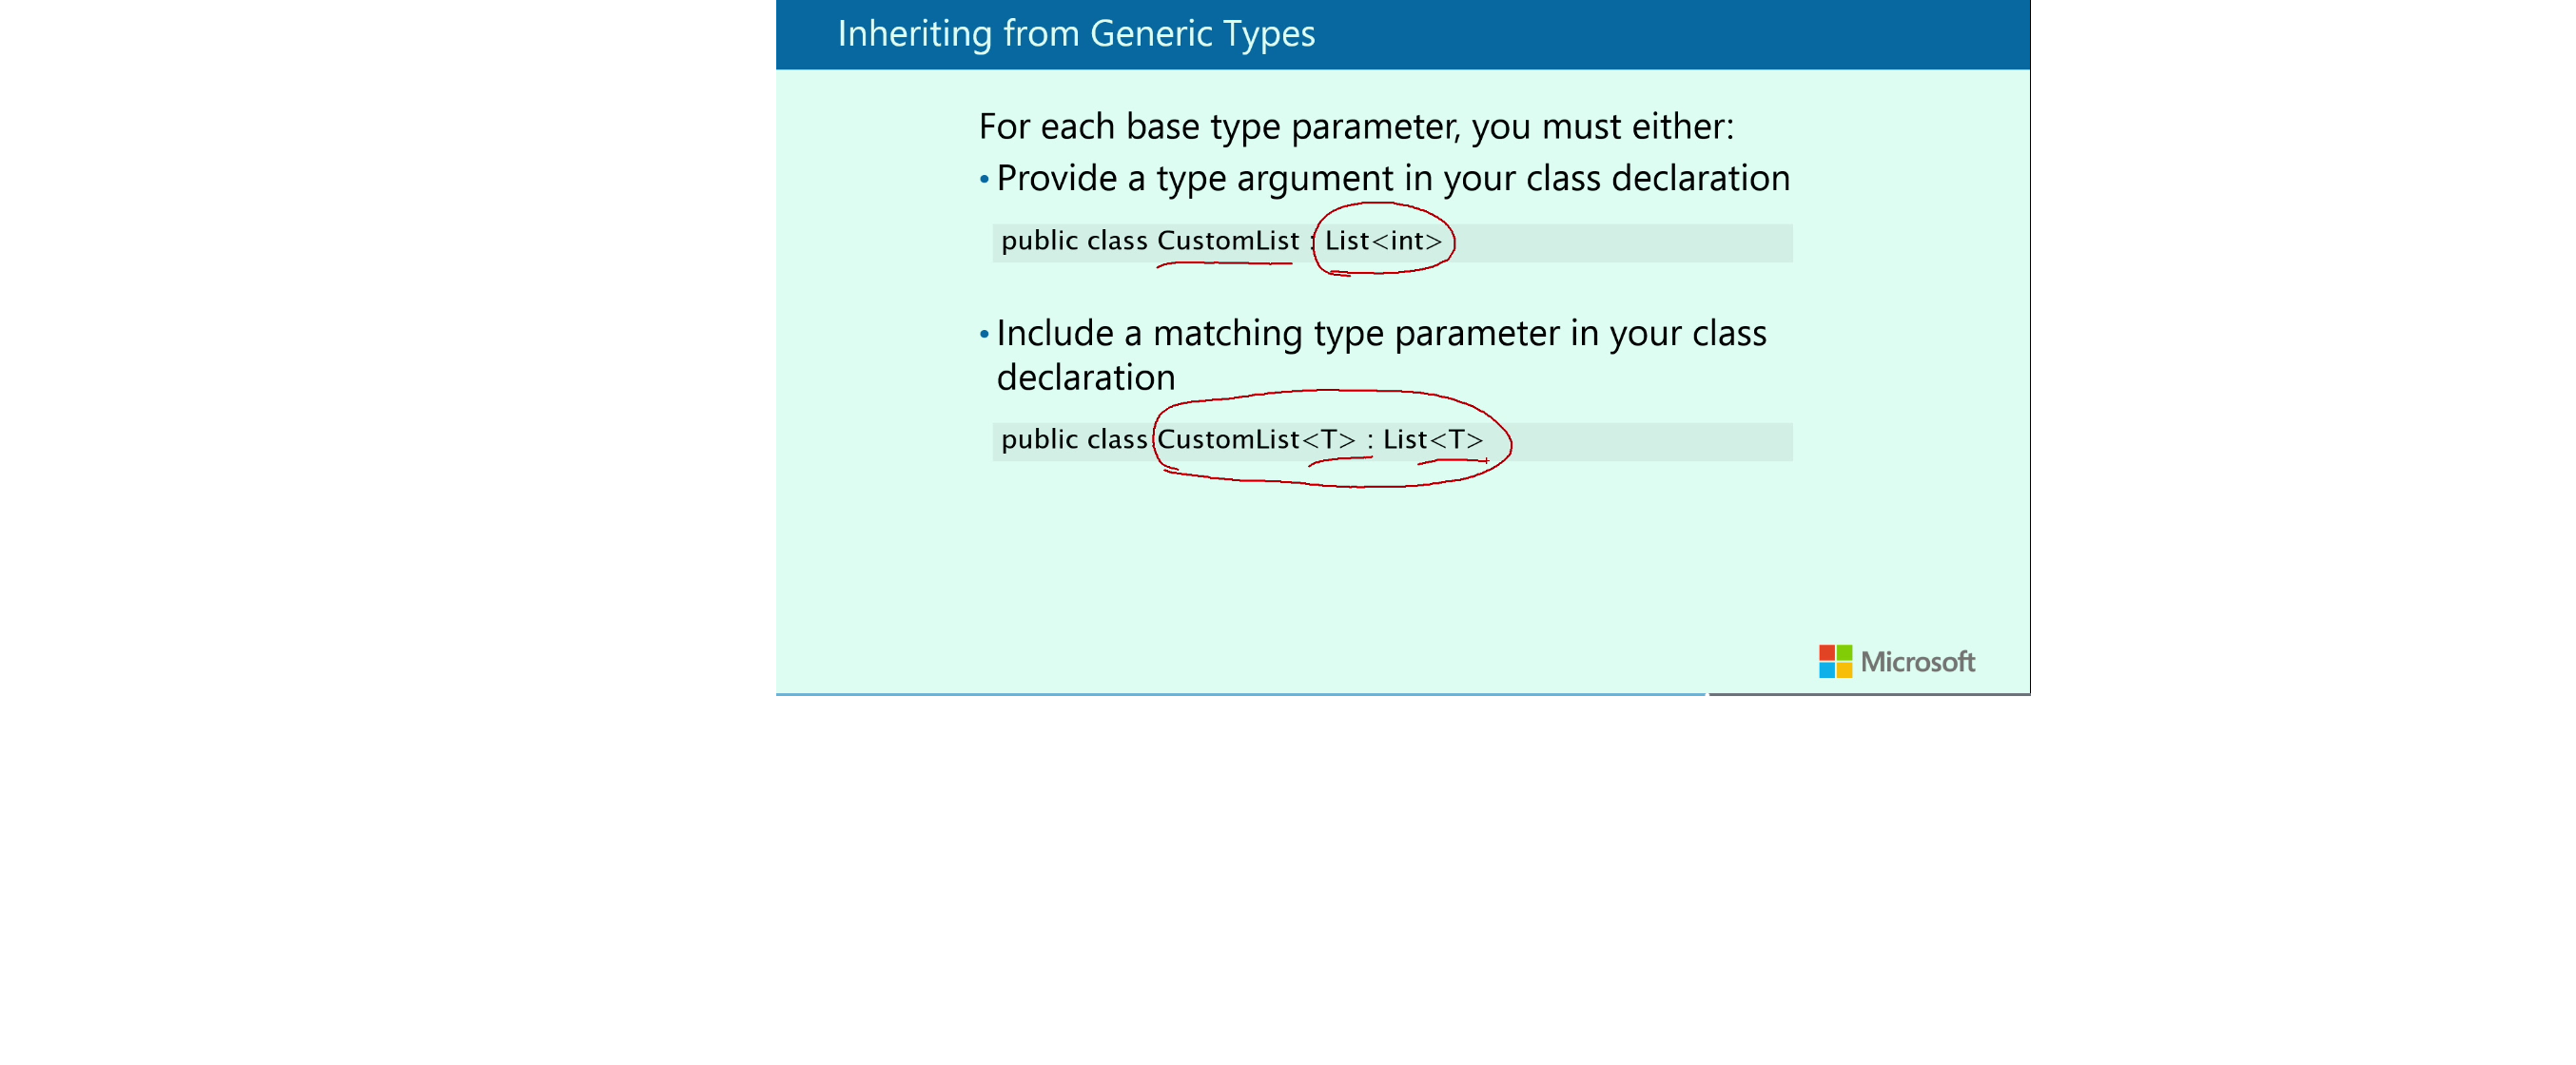 Inheriting from Generic Types
For each base type parameter, you must either:
• Provide a type argument in your class declaration
public class CustomList : List<int>
• Include a matching type parameter in your class
declaration
public class CustomList<T> : List<T>
Microsoft